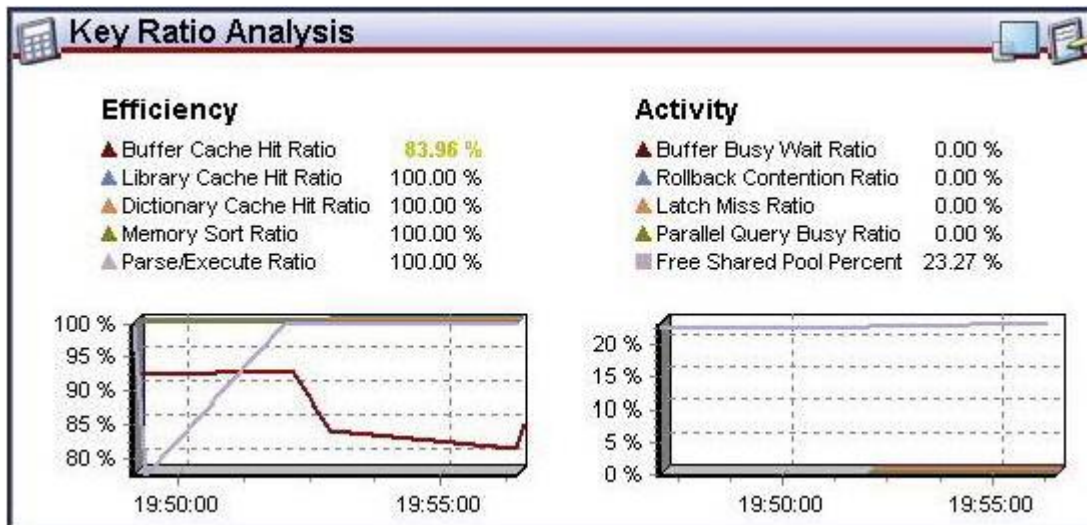 Key Ratio Analysis
Efficiency
Buffer Cache Hit Ratio 83.96 %
Library Cache Hit Ratio 100.00 %
Dictionary Cache Hit Ratio 100.00 %
Memory Sort Ratio 100.00 %
Parse/Execute Ratio 100.00 %
100 %
95 %
90 %
85 %
80 %
19:50:00 19:55:00
Activity
Buffer Busy Wait Ratio 0.00 %
Rollback Contention Ratio 0.00 %
Latch Miss Ratio 0.00 %
Parallel Query Busy Ratio 0.00 %
Free Shared Pool Percent 23.27 %
20 %
15 %
10 %
5 %
0 %
19:50:00 19:55:00